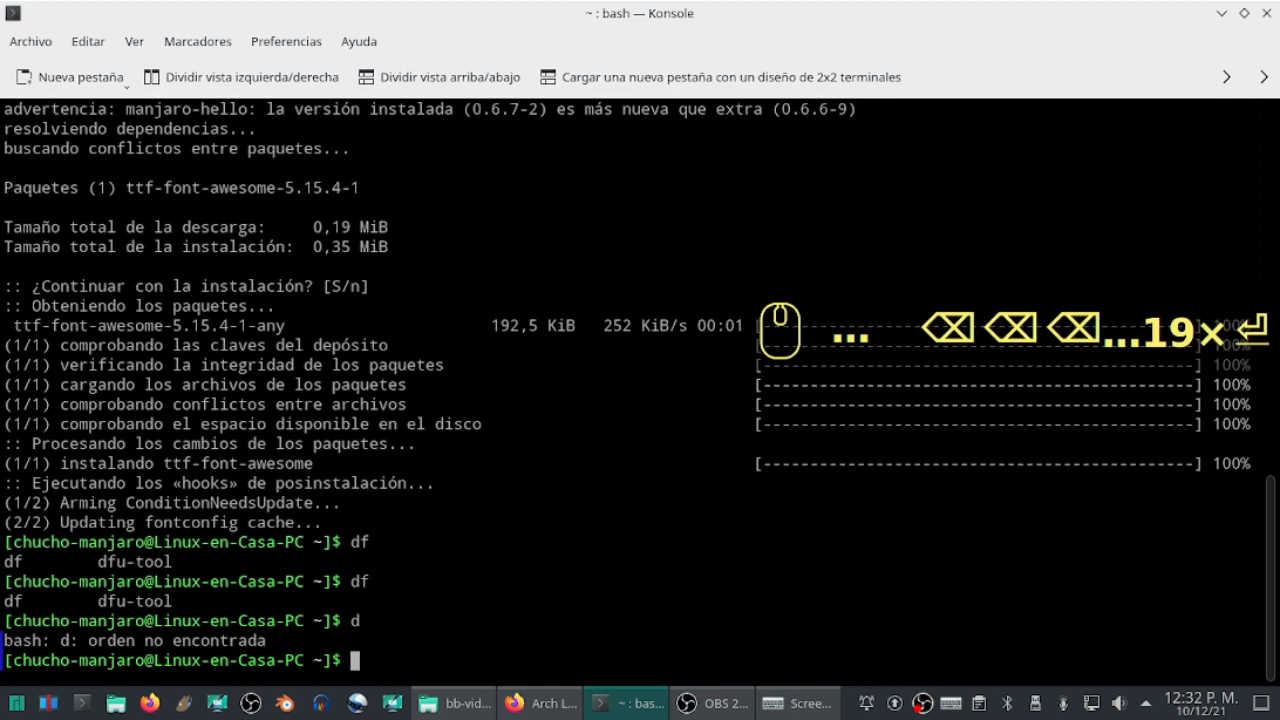 ~ : bash — Konsole
Archivo Editar Ver Marcadores Preferencias Ayuda
Nueva pestaña Dividir vista izquierda/derecha Dividir vista arriba/abajo Cargar una nueva pestaña con un diseño de 2x2 terminales
advertencia: manjaro-hello: la versión instalada (0.6.7-2) es más nueva que extra (0.6.6-9)
resolviendo dependencias...
buscando conflictos entre paquetes...
Paquetes (1) ttf-font-awesome-5.15.4-1
Tamaño total de la descarga: 0,19 MiB
Tamaño total de la instalación: 0,35 MiB
:: ¿Continuar con la instalación? [S/n]
:: Obteniendo los paquetes...
ttf-font-awesome-5.15.4-1-any 192,5 KiB 252 KiB/s 00:01 [----------------------------------------------] 100%
... ⌫⌫⌫...19×⏎
(1/1) comprobando las claves del depósito [----------------------------------------------] 100%
(1/1) verificando la integridad de los paquetes [----------------------------------------------] 100%
(1/1) cargando los archivos de los paquetes [----------------------------------------------] 100%
(1/1) comprobando conflictos entre archivos [----------------------------------------------] 100%
(1/1) comprobando el espacio disponible en el disco [----------------------------------------------] 100%
:: Procesando los cambios de los paquetes...
(1/1) instalando ttf-font-awesome [----------------------------------------------] 100%
:: Ejecutando los «hooks» de posinstalación...
(1/2) Arming ConditionNeedsUpdate...
(2/2) Updating fontconfig cache...
[chucho-manjaro@Linux-en-Casa-PC ~]$ df
df dfu-tool
[chucho-manjaro@Linux-en-Casa-PC ~]$ df
df dfu-tool
[chucho-manjaro@Linux-en-Casa-PC ~]$ d
bash: d: orden no encontrada
[chucho-manjaro@Linux-en-Casa-PC ~]$
bb-vid... Arch L... ~ : bas... OBS 2... Scree... 12:32 P. M.
10/12/21